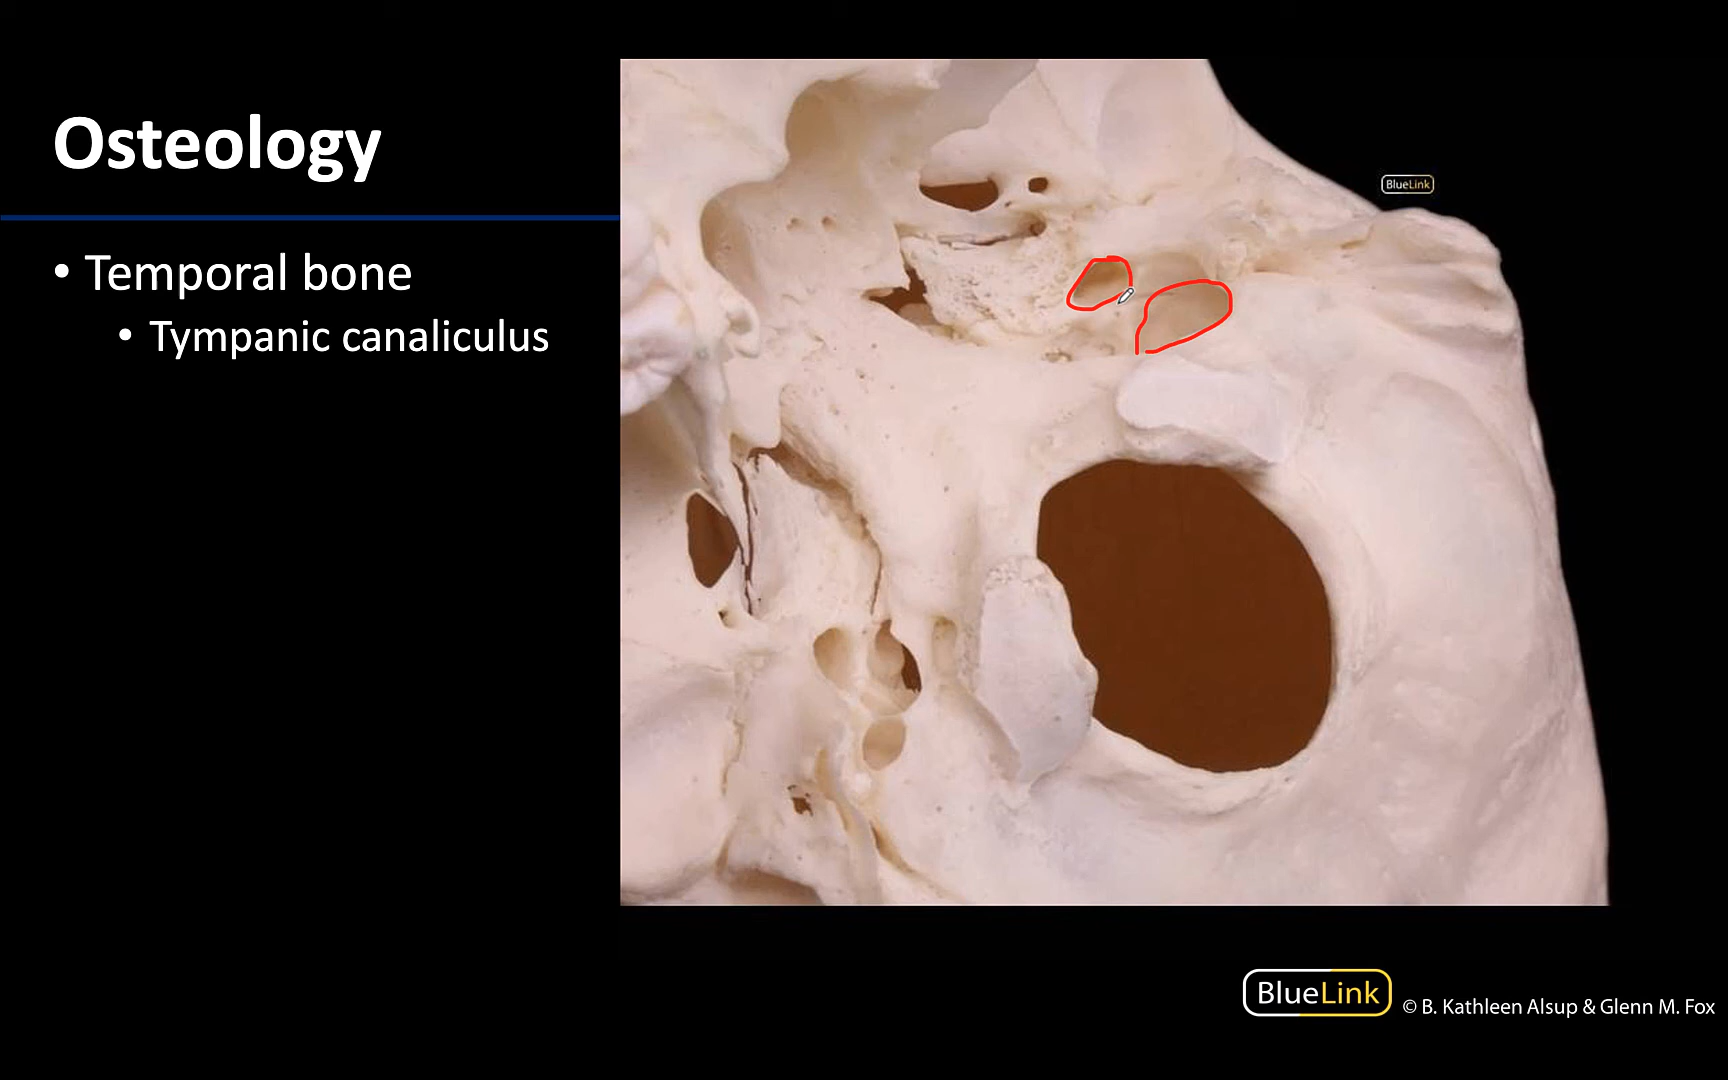 Osteology
• Temporal bone
• Tympanic canaliculus
BlueLink
BlueLink
© B. Kathleen Alsup & Glenn M. Fox